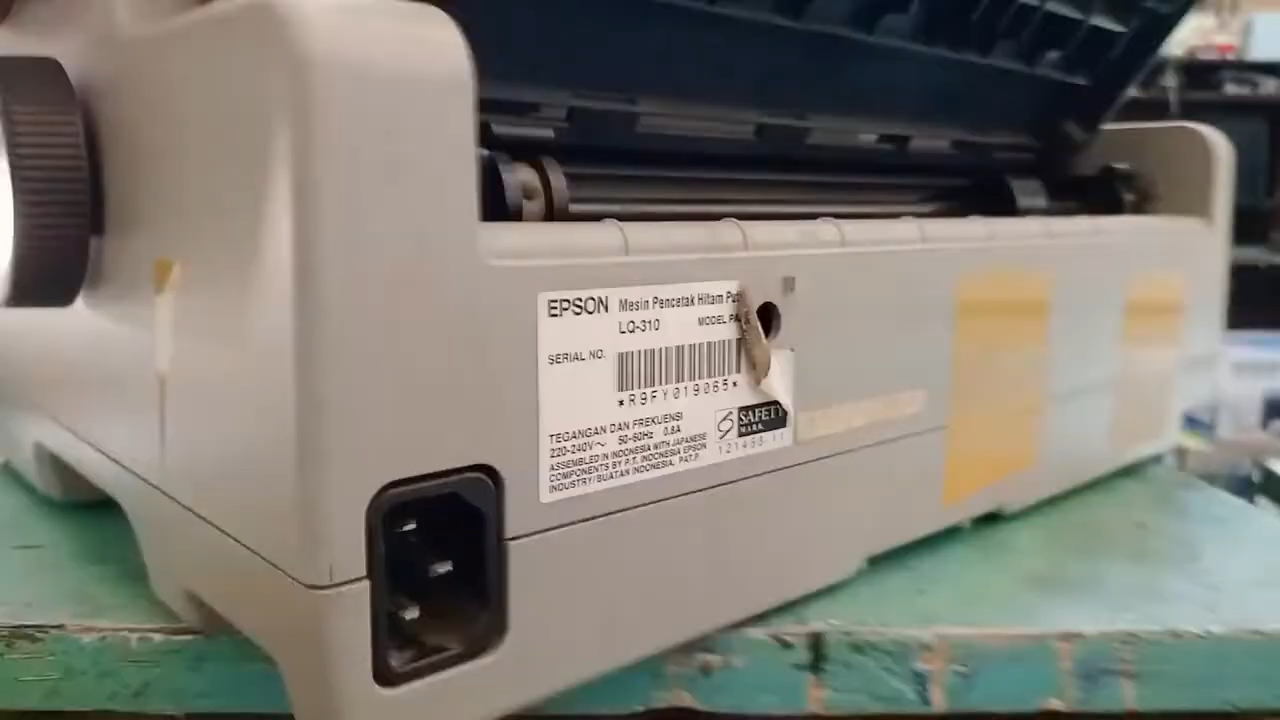 EPSON Mesin Pencetak Hitam
LQ-310 MODEL
SERIAL NO.
*R9FY019065*
TEGANGAN DAN FREKUENSI
220-240V~ 50-60Hz 0.8A
ASSEMBLED IN INDONESIA WITH JAPANESE
COMPONENTS BY P.T. INDONESIA EPSON
INDUSTRY/BUATAN INDONESIA, PAT.P.
SAFETY
MARK